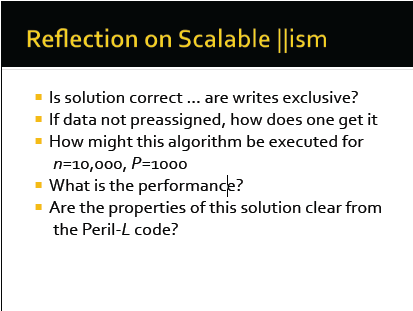 Reflection on Scalable ||ism
Is solution correct ... are writes exclusive?
If data not preassigned, how does one get it
How might this algorithm be executed for
n=10,000, P=1000
What is the performance?
Are the properties of this solution clear from
the Peril-L code?